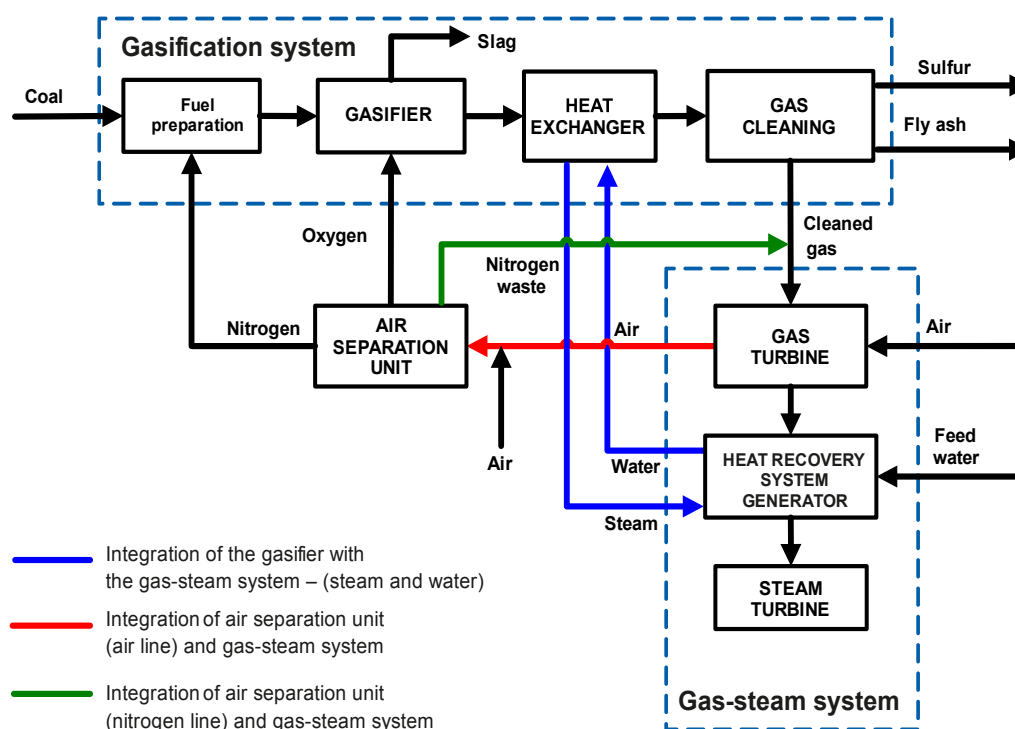 Gasification system
Slag
Coal
Fuel
preparation
GASIFIER
HEAT
EXCHANGER
GAS
CLEANING
Sulfur
Fly ash
Oxygen
Nitrogen
waste
Cleaned
gas
Nitrogen
AIR
SEPARATION
UNIT
Air
GAS
TURBINE
Air
Air
Water
Steam
HEAT RECOVERY
SYSTEM
GENERATOR
Feed
water
STEAM
TURBINE
Gas-steam system
Integration of the gasifier with
the gas-steam system – (steam and water)
Integration of air separation unit
(air line) and gas-steam system
Integration of air separation unit
(nitrogen line) and gas-steam system